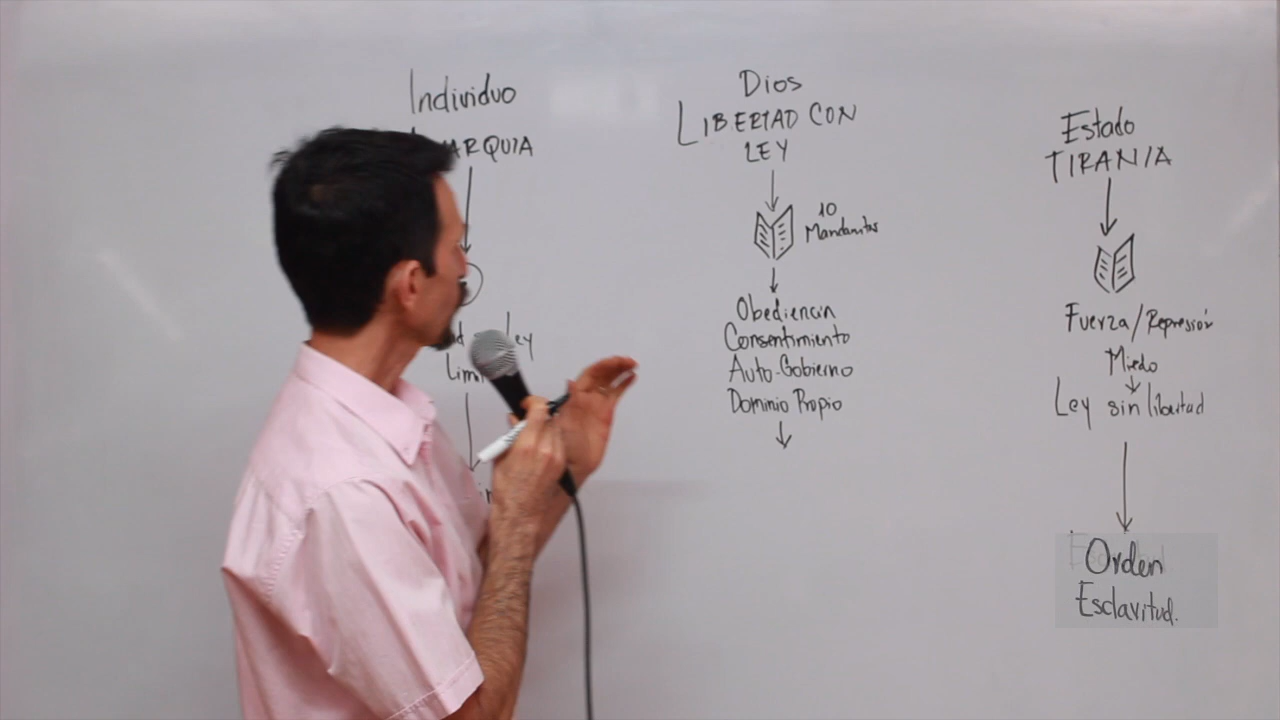 Individuo
ARQUIA
ley
Dios
LIBERTAD CON
LEY
10
Mandamitos
Obediencia
Consentimiento
Auto-Gobierno
Dominio Propio
Estado
TIRANIA
Fuerza/Represión
Miedo
Ley sin libertad
Orden
Esclavitud.